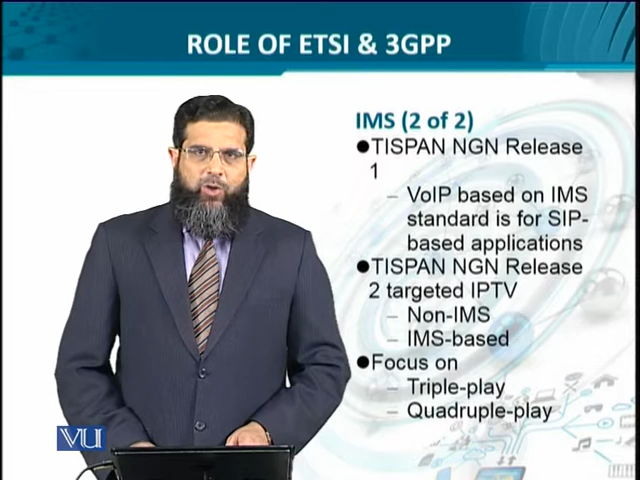 ROLE OF ETSI & 3GPP
IMS (2 of 2)
●TISPAN NGN Release
1
– VoIP based on IMS
standard is for SIP-
based applications
●TISPAN NGN Release
2 targeted IPTV
– Non-IMS
– IMS-based
●Focus on
– Triple-play
– Quadruple-play
VU